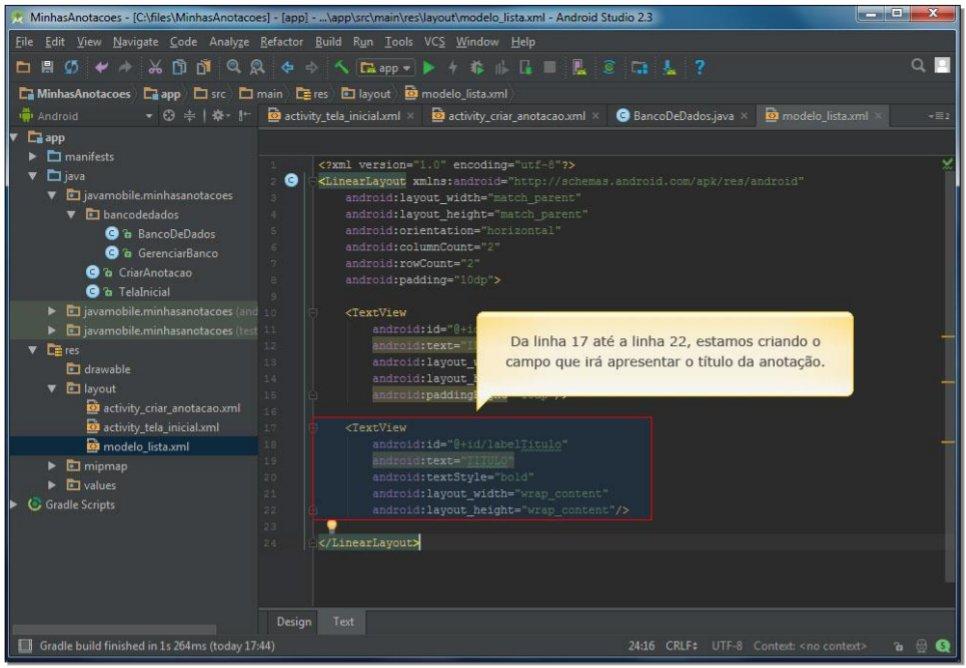 MinhasAnotacoes - [C:\files\MinhasAnotacoes] - [app] - ...\app\src\main\res\layout\modelo_lista.xml - Android Studio 2.3
File Edit View Navigate Code Analyze Refactor Build Run Tools VCS Window Help
app
MinhasAnotacoes app src main res layout modelo_lista.xml
Android
activity_tela_inicial.xml activity_criar_anotacao.xml BancoDeDados.java modelo_lista.xml
app
manifests
java
javamobile.minhasanotacoes
bancodedados
BancoDeDados
GerenciarBanco
CriarAnotacao
TelaInicial
javamobile.minhasanotacoes (and
javamobile.minhasanotacoes (test
res
drawable
layout
activity_criar_anotacao.xml
activity_tela_inicial.xml
modelo_lista.xml
mipmap
values
Gradle Scripts
1 <?xml version="1.0" encoding="utf-8"?>
2 <LinearLayout xmlns:android="http://schemas.android.com/apk/res/android"
3 android:layout_width="match_parent"
4 android:layout_height="match_parent"
5 android:orientation="horizontal"
6 android:columnCount="2"
7 android:rowCount="2"
8 android:padding="10dp">
9
10 <TextView
11 android:id="@+id
12 android:text="I
13 android:layout_w
14 android:layout_h
15 android:padding
16
17 <TextView
18 android:id="@+id/labelTitulo"
19 android:text="TITULO"
20 android:textStyle="bold"
21 android:layout_width="wrap_content"
22 android:layout_height="wrap_content"/>
23
24 </LinearLayout>
Da linha 17 até a linha 22, estamos criando o
campo que irá apresentar o título da anotação.
Design Text
Gradle build finished in 1s 264ms (today 17:44)
24:16 CRLF: UTF-8 Context: <no context>